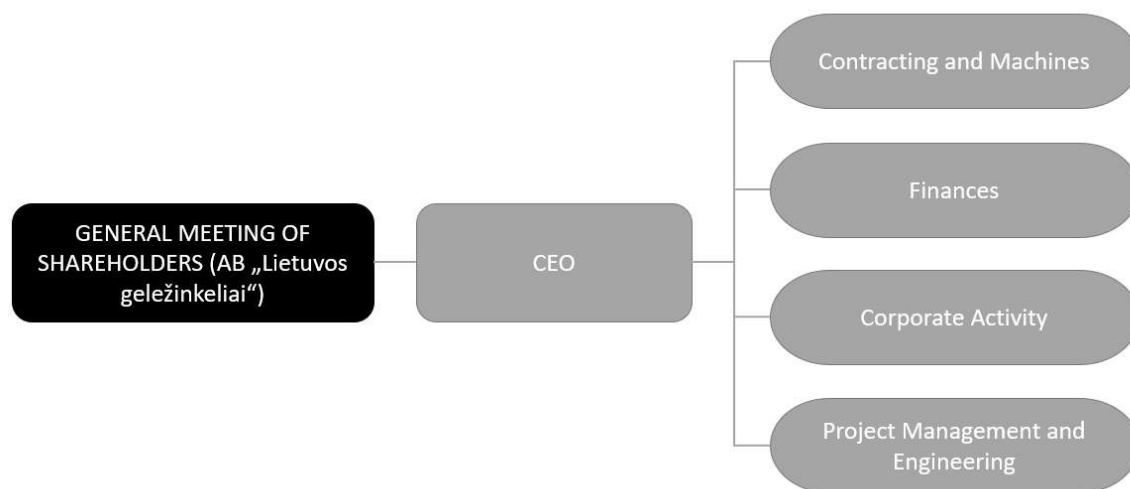 GENERAL MEETING OF
SHAREHOLDERS (AB „Lietuvos
geležinkeliai“)
CEO
Contracting and Machines
Finances
Corporate Activity
Project Management and
Engineering